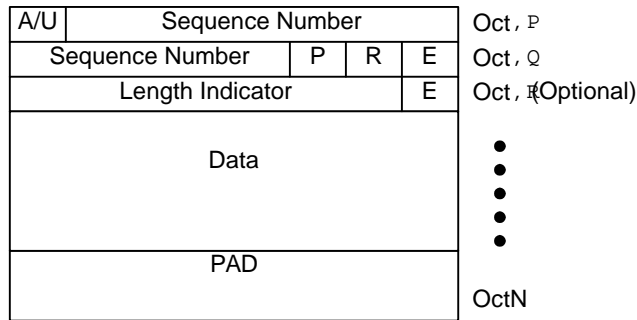 A/U Sequence Number Oct, P
Sequence Number P R E Oct, Q
Length Indicator E Oct, (Optional)
Data
PAD
OctN